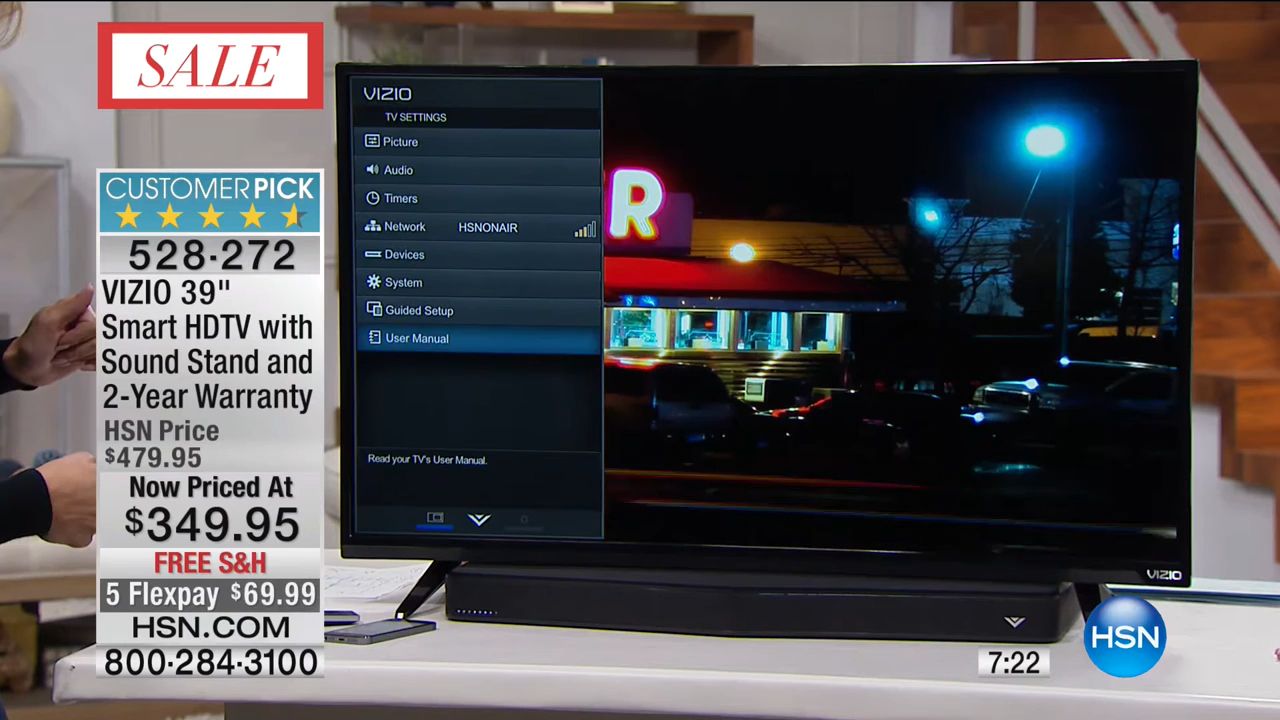 SALE
CUSTOMER PICK
528·272
VIZIO 39"
Smart HDTV with
Sound Stand and
2-Year Warranty
HSN Price
$479.95
Now Priced At
$349.95
FREE S&H
5 Flexpay $69.99
HSN.COM
800·284·3100
VIZIO
TV SETTINGS
Picture
Audio
Timers
Network HSNONAIR
Devices
System
Guided Setup
User Manual
Read your TV's User Manual.
R
VIZIO
HSN
7:22